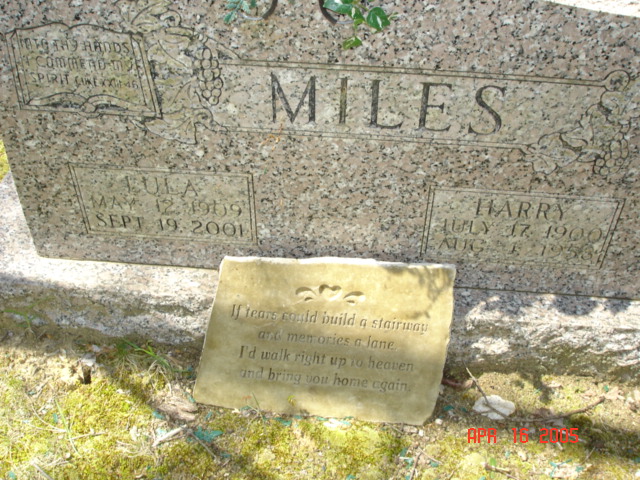 INTO THY HANDS
I COMMEND MY
SPIRIT
MILES
LULA
MAY 12, 1909
SEPT. 19, 2001
HARRY
JULY 17, 1900
AUG.
If tears could build a stairway
and memories a lane
I'd walk right up to heaven
and bring you home again.
APR 16 2005